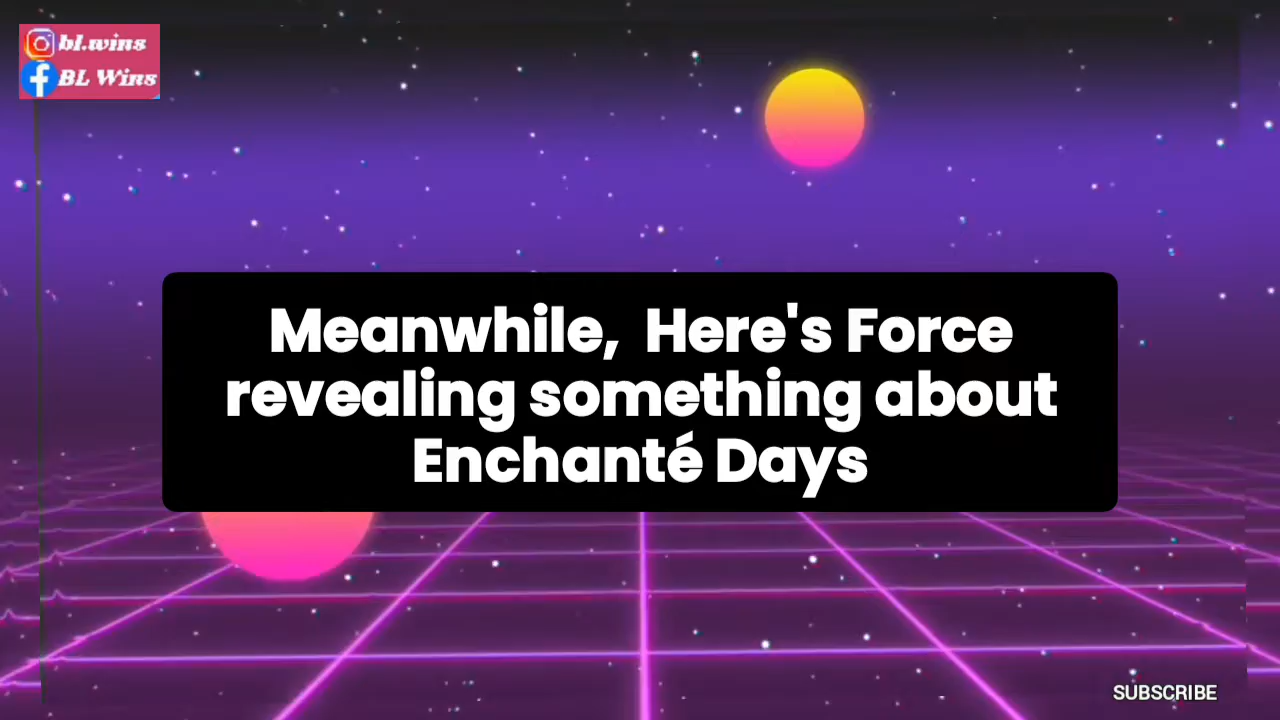 bl.wins
BL Wins
Meanwhile,  Here's Force
revealing something about
Enchanté Days
SUBSCRIBE